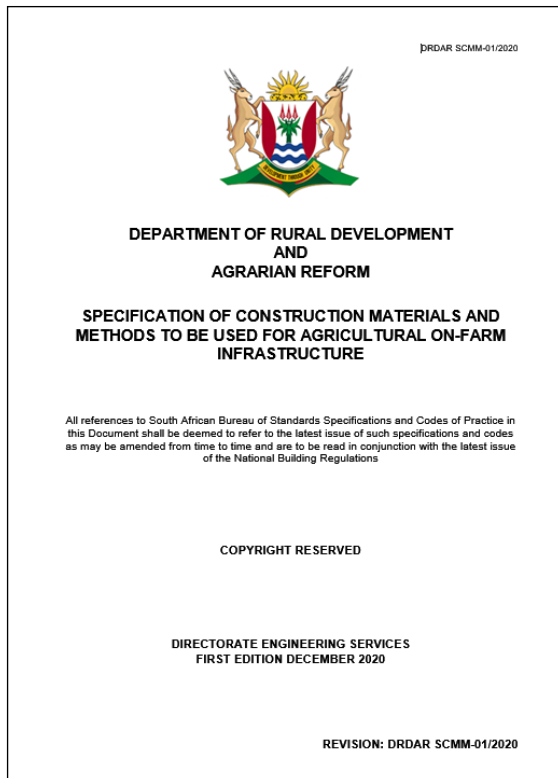 DRDAR SCMM-01/2020
DEVELOPMENT THROUGH UNITY
DEPARTMENT OF RURAL DEVELOPMENT
AND
AGRARIAN REFORM
SPECIFICATION OF CONSTRUCTION MATERIALS AND
METHODS TO BE USED FOR AGRICULTURAL ON-FARM
INFRASTRUCTURE
All references to South African Bureau of Standards Specifications and Codes of Practice in
this Document shall be deemed to refer to the latest issue of such specifications and codes
as may be amended from time to time and are to be read in conjunction with the latest issue
of the National Building Regulations
COPYRIGHT RESERVED
DIRECTORATE ENGINEERING SERVICES
FIRST EDITION DECEMBER 2020
REVISION: DRDAR SCMM-01/2020